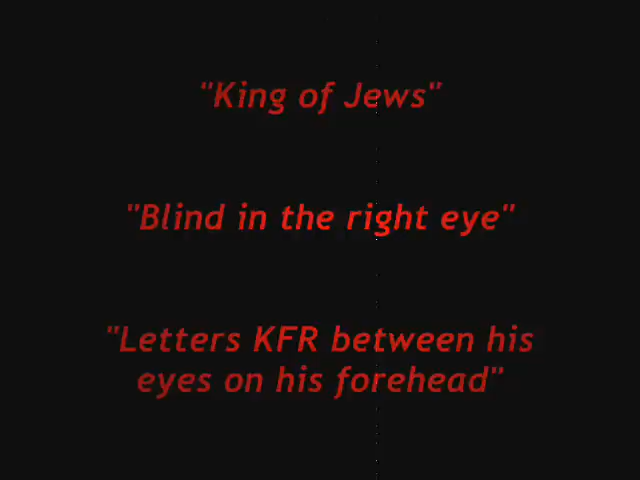 "King of Jews"
"Blind in the right eye"
"Letters KFR between his
eyes on his forehead"